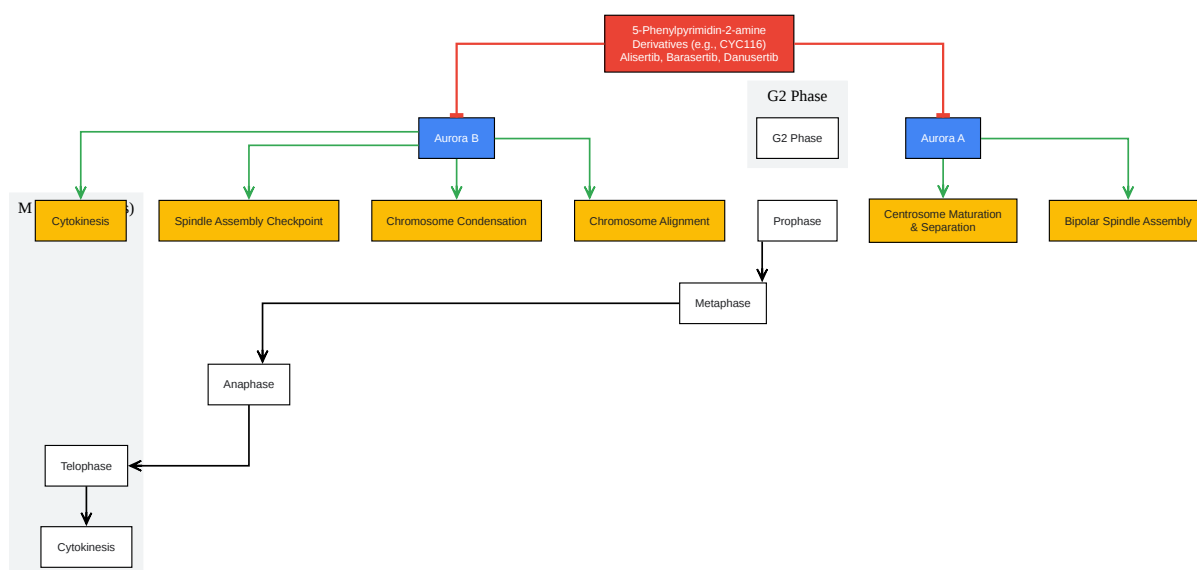 5-Phenylpyrimidin-2-amine
Derivatives (e.g., CYC116)
Alisertib, Barasertib, Danusertib
G2 Phase
Aurora B
G2 Phase
Aurora A
M
s)
Cytokinesis
Spindle Assembly Checkpoint
Chromosome Condensation
Chromosome Alignment
Prophase
Centrosome Maturation
& Separation
Bipolar Spindle Assembly
Metaphase
Anaphase
Telophase
Cytokinesis